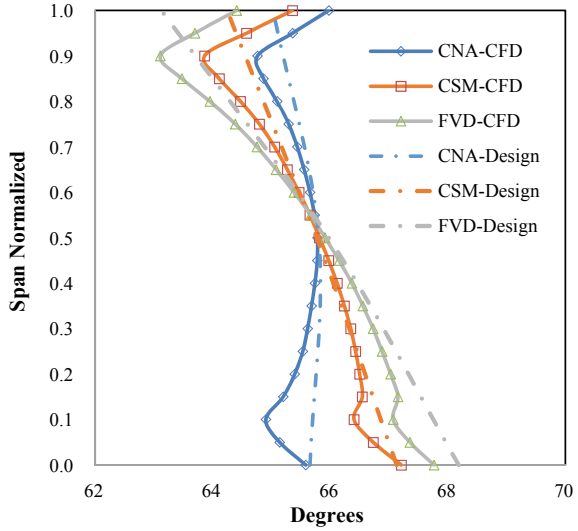 1.0
0.9
0.8
0.7
0.6
0.5
0.4
0.3
0.2
0.1
0.0
Span Normalized
CNA-CFD
CSM-CFD
FVD-CFD
CNA-Design
CSM-Design
FVD-Design
62 64 66 68 70
Degrees